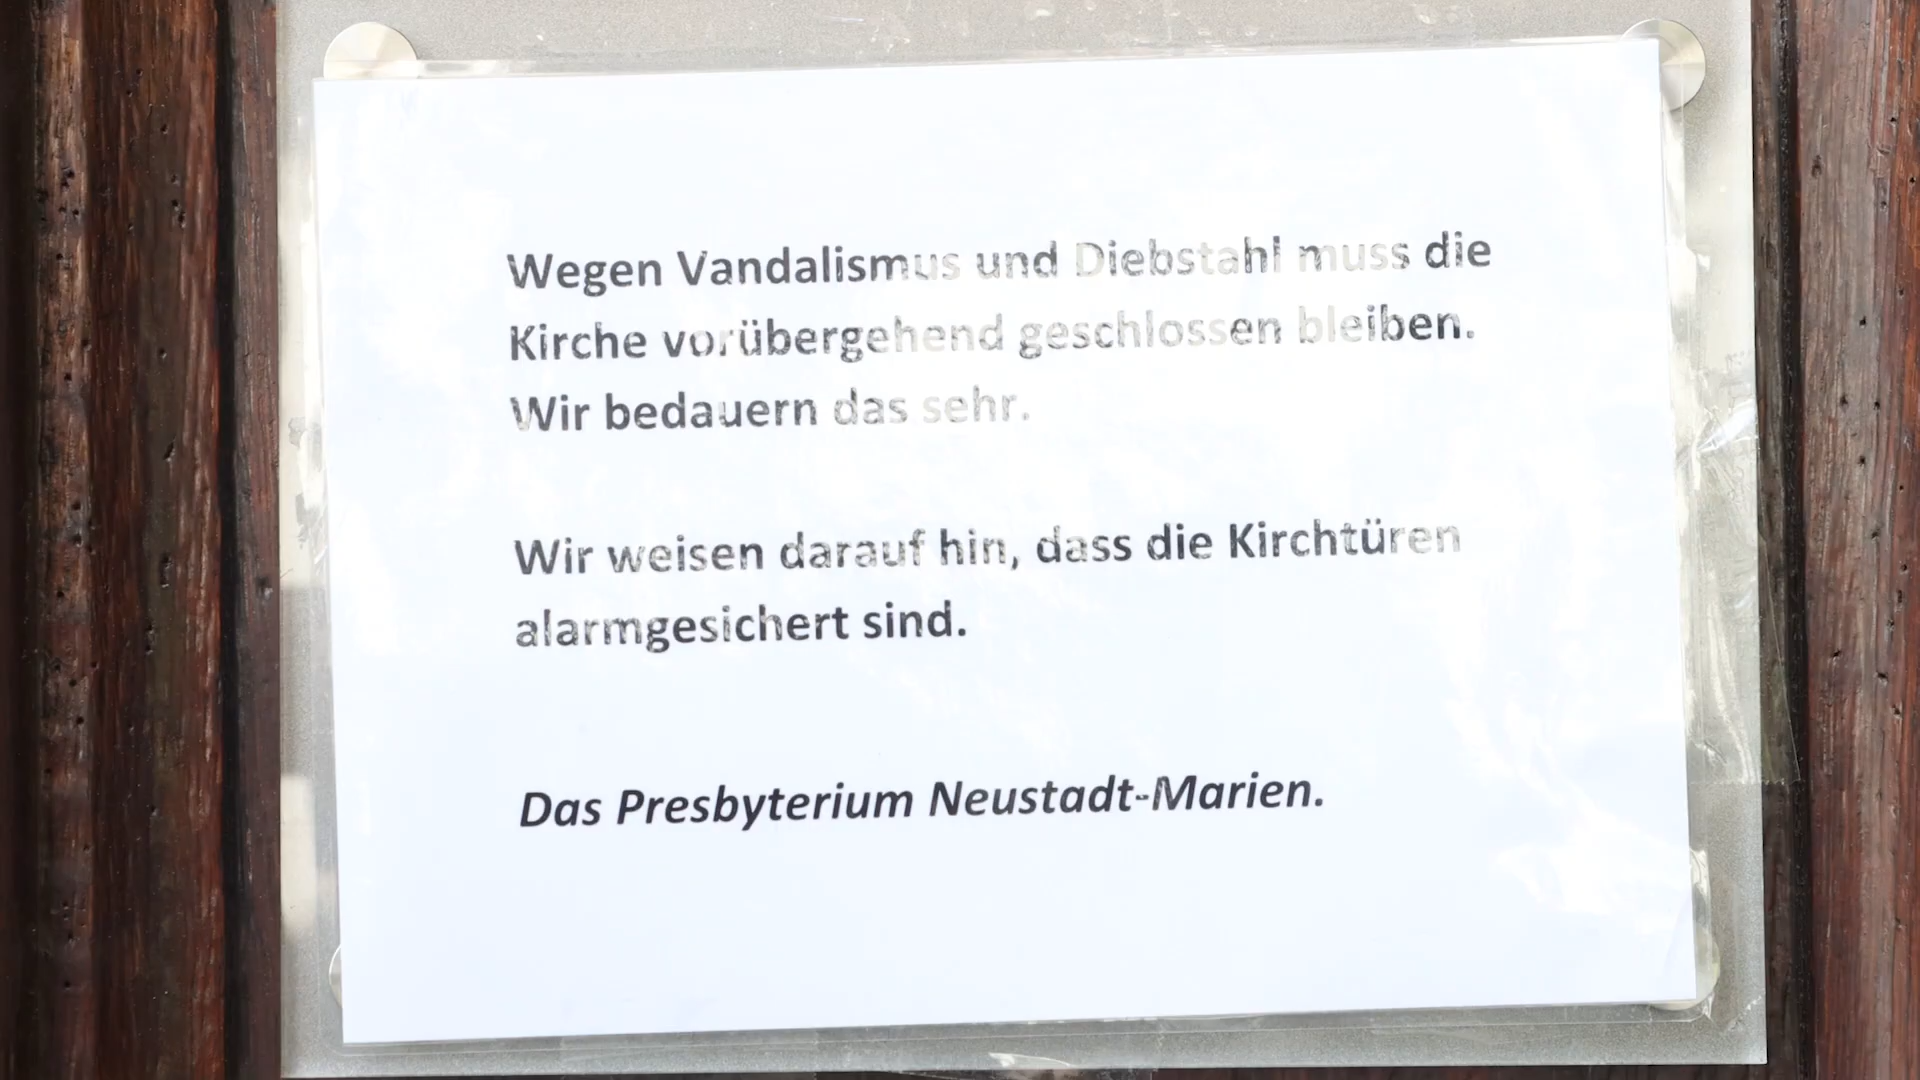 Wegen Vandalismus und Diebstahl muss die
Kirche vorübergehend geschlossen bleiben.
Wir bedauern das sehr.
Wir weisen darauf hin, dass die Kirchtüren
alarmgesichert sind.
Das Presbyterium Neustadt-Marien.